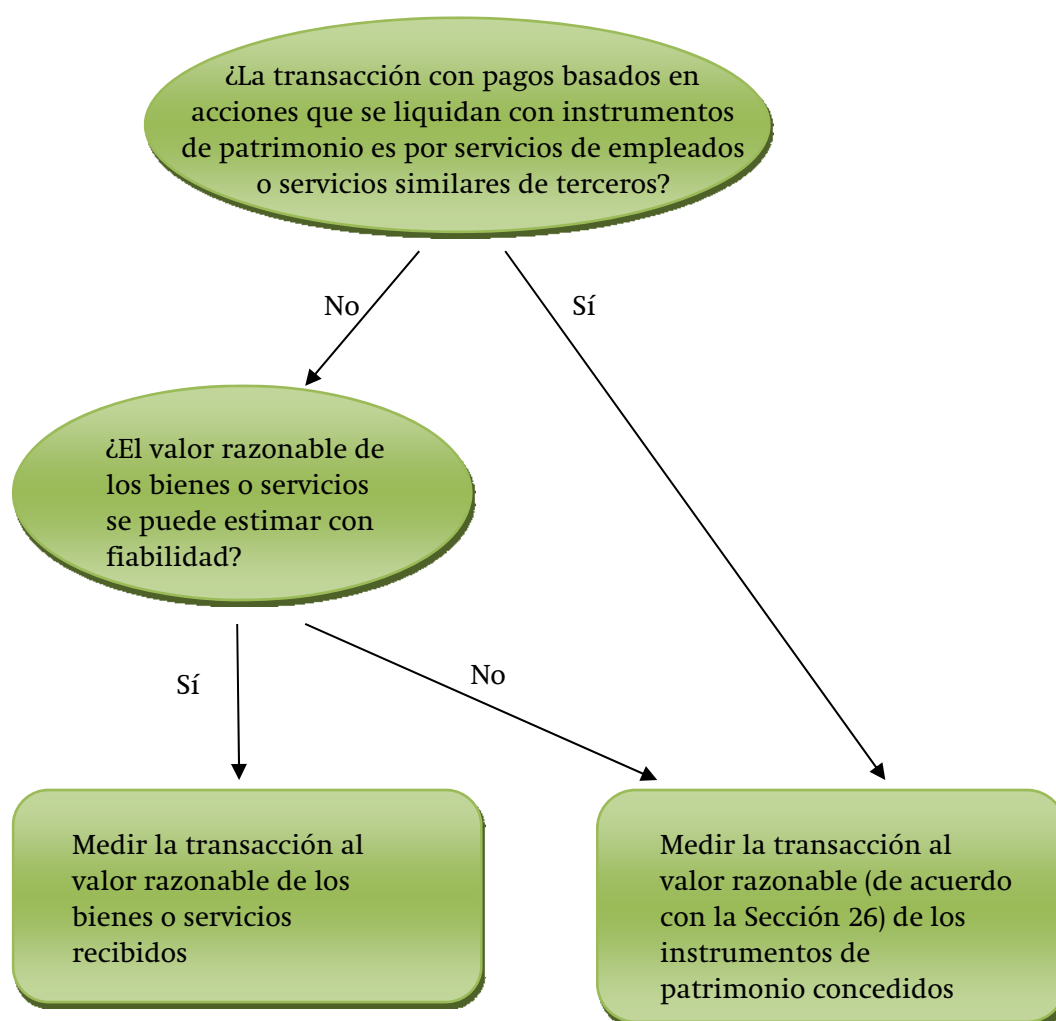 ¿La transacción con pagos basados en
acciones que se liquidan con instrumentos
de patrimonio es por servicios de empleados
o servicios similares de terceros?
No
Sí
¿El valor razonable de
los bienes o servicios
se puede estimar con
fiabilidad?
Sí
No
Medir la transacción al
valor razonable de los
bienes o servicios
recibidos
Medir la transacción al
valor razonable (de acuerdo
con la Sección 26) de los
instrumentos de
patrimonio concedidos